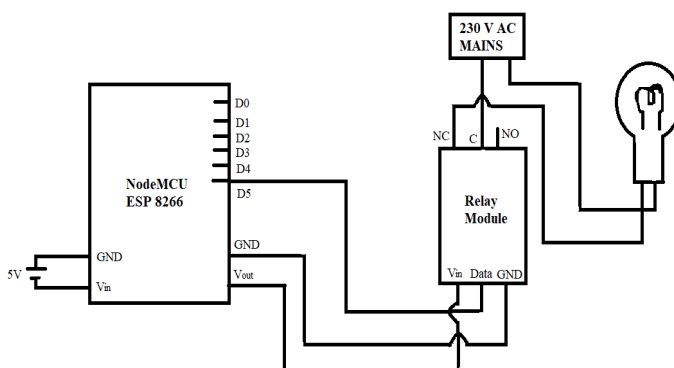 230 V AC
MAINS
D0
D1
D2
D3
D4
D5
NodeMCU
ESP 8266
GND
Vout
5V
GND
Vin
NC
C
NO
Relay
Module
Vin Data GND